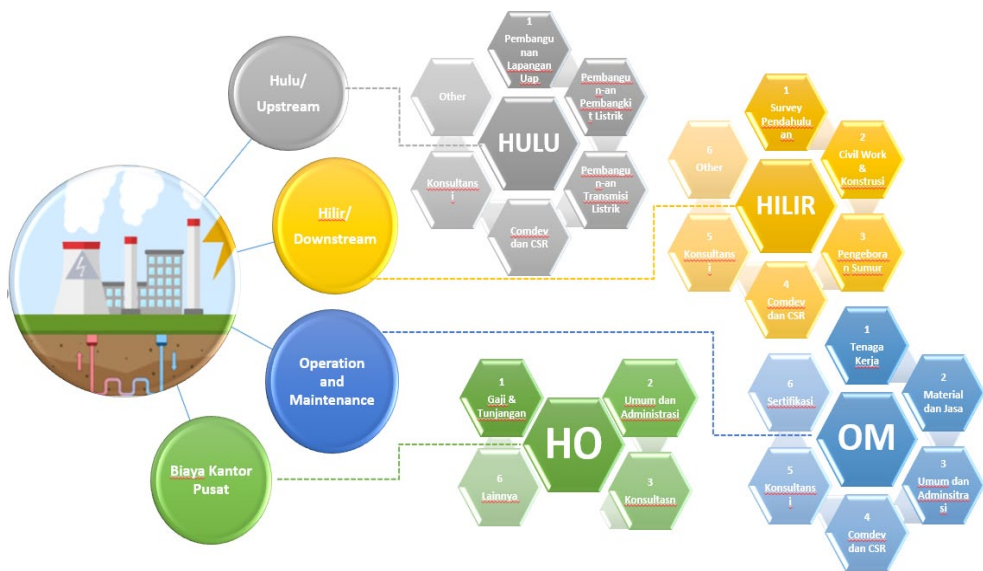 Hulu/
Upstream
Hilir/
Downstream
Operation
and
Maintenance
Biaya Kantor
Pusat
HULU
1
Pembangu
nan
Lapangan
Uap
Pembangu
n-an
Pembangki
t Listrik
Pembangu
n-an
Transmisi
Listrik
Comdev
dan CSR
Konsultans
i
Other
HILIR
1
Survey
Pendahulu
an
2
Civil Work
&
Konstrusi
3
Pengebora
n Sumur
4
Comdev
dan CSR
5
Konsultans
i
6
Other
HO
1
Gaji &
Tunjangan
2
Umum dan
Administrasi
3
Konsultasn
6
Lainnya
OM
1
Tenaga
Kerja
2
Material
dan Jasa
3
Umum dan
Adminsitra
si
4
Comdev
dan CSR
5
Konsultans
i
6
Sertifikasi